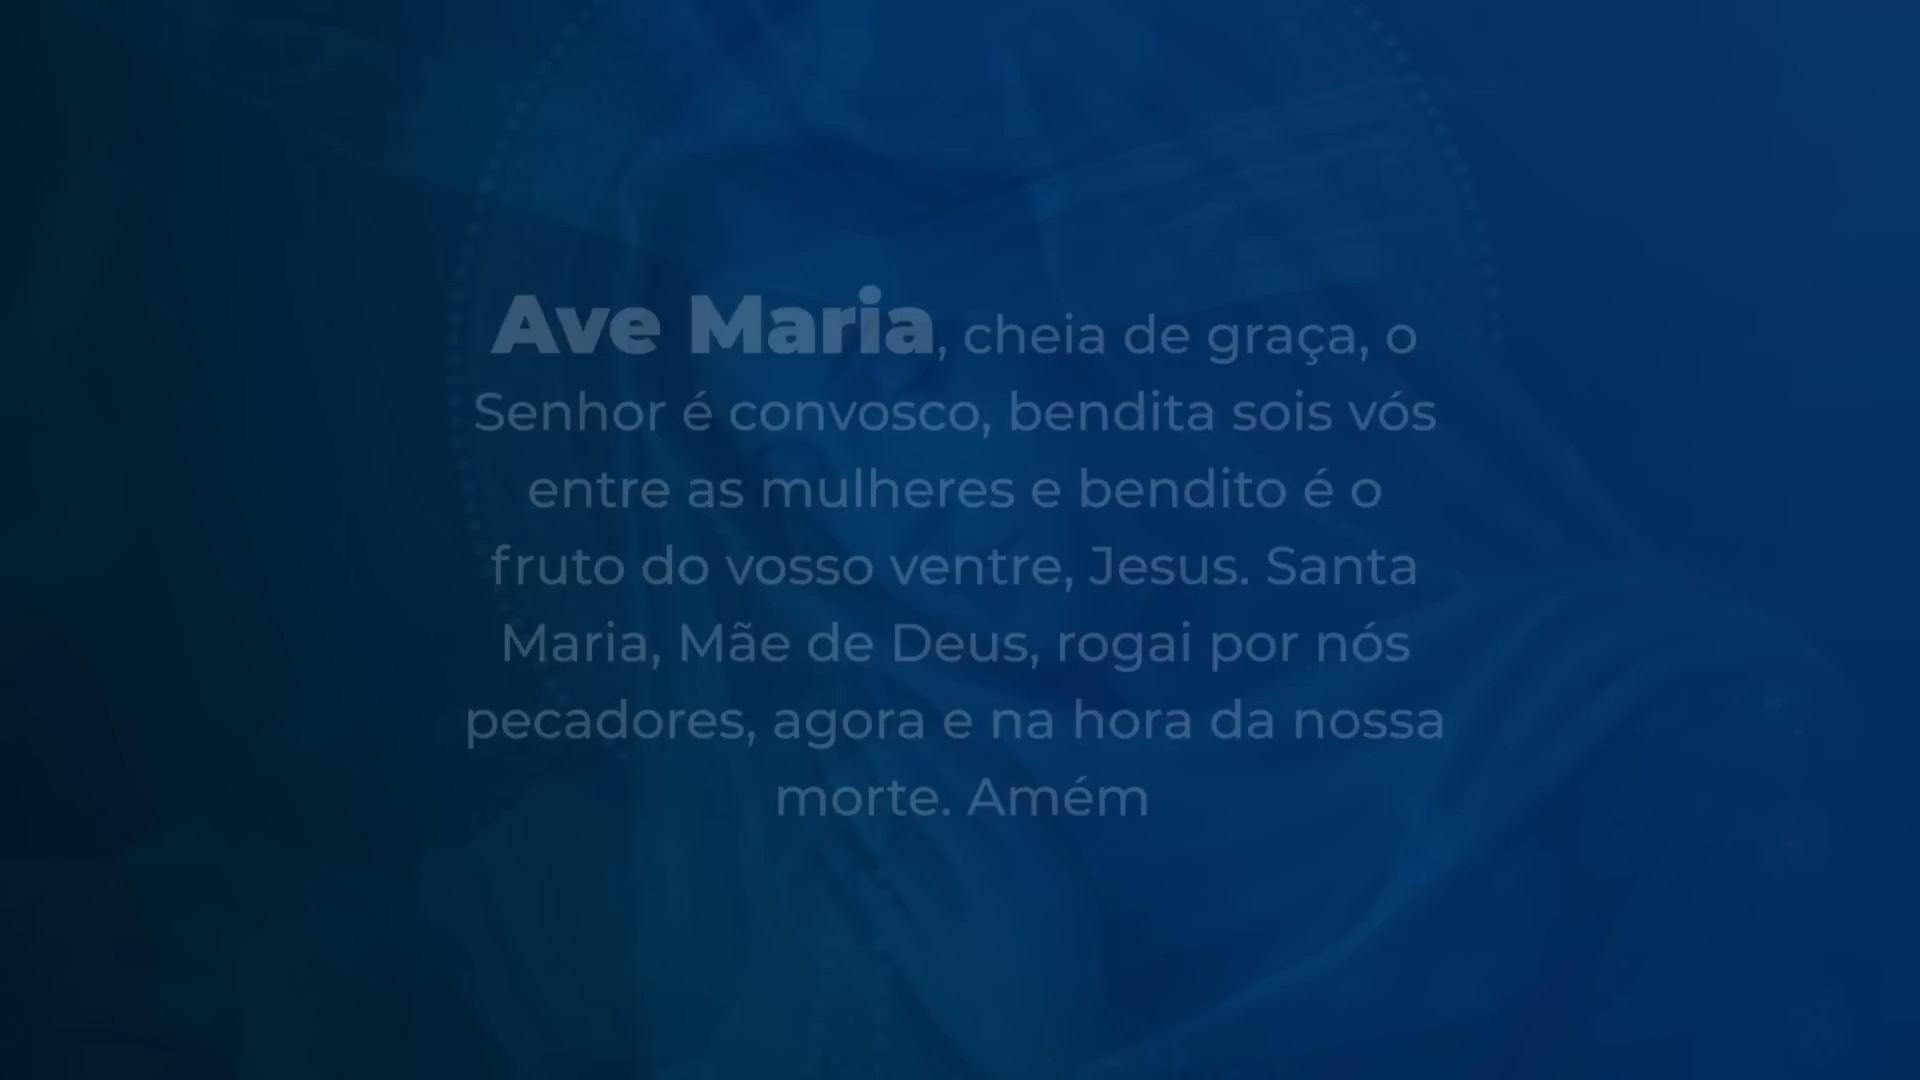 Ave Maria, cheia de graça, o
Senhor é convosco, bendita sois vós
entre as mulheres e bendito é o
fruto do vosso ventre, Jesus. Santa
Maria, Mãe de Deus, rogai por nós
pecadores, agora e na hora da nossa
morte. Amém